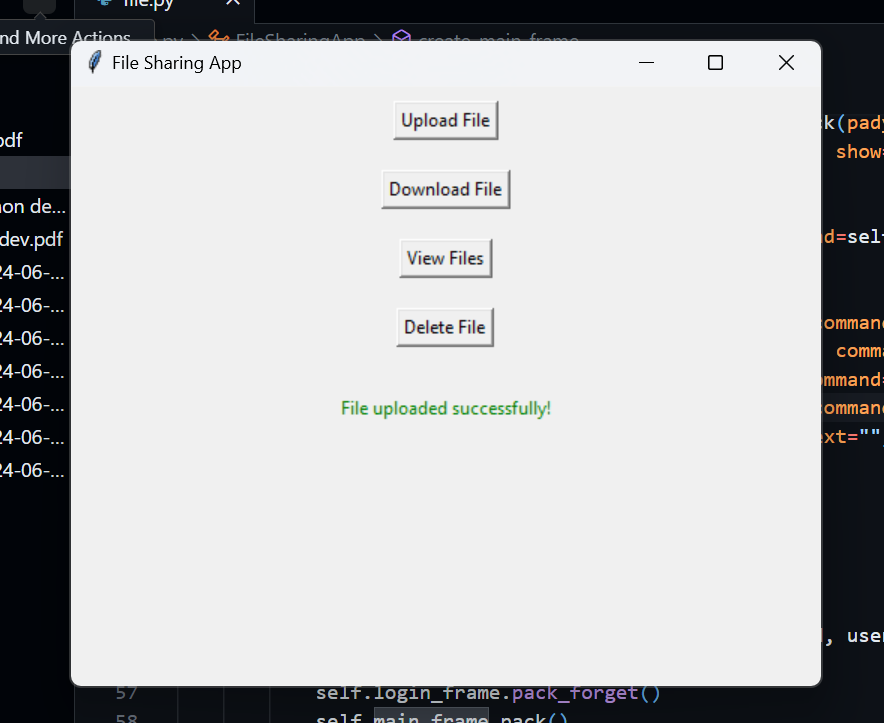 file.py
nd More Actions
.py > FileSharingApp > create_main_frame
File Sharing App
Upload File
Download File
View Files
Delete File
File uploaded successfully!
pdf
non de...
dev.pdf
24-06-...
24-06-...
24-06-...
24-06-...
24-06-...
24-06-...
24-06-...
ck(pady
show=
nd=self
command
comma
ommand=
command
ext=""
, user
57 self.login_frame.pack_forget()
58 self.main_frame.pack()